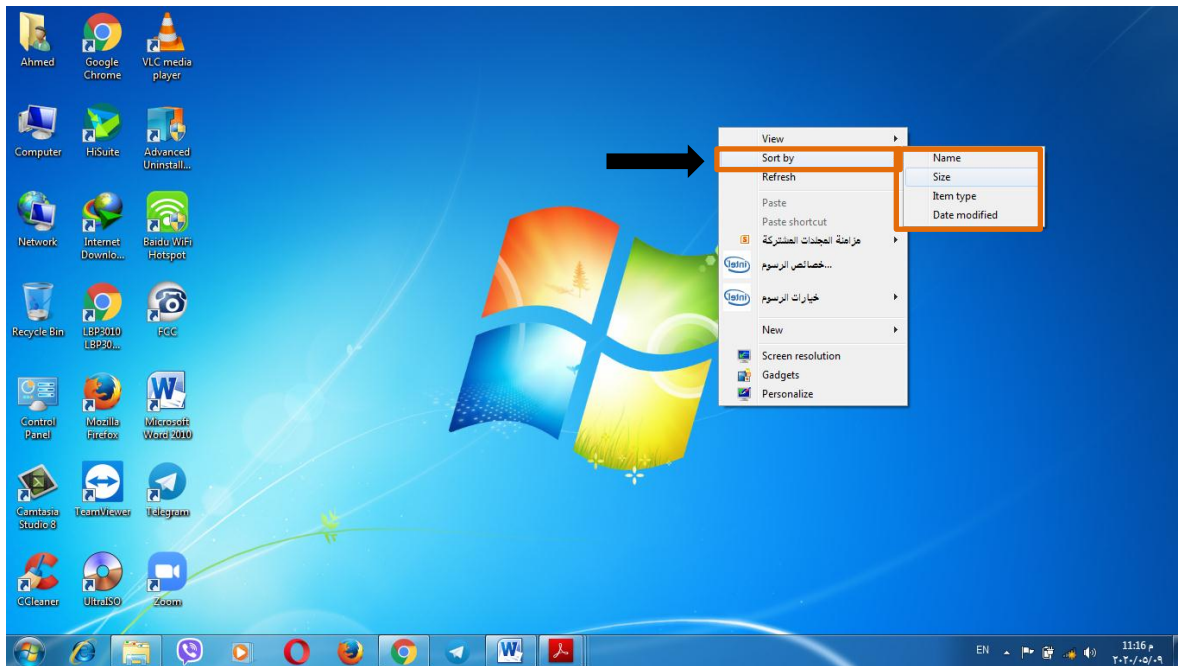 Ahmed
Google
Chrome
VLC media
player
Computer
HiSuite
Advanced
Uninstall...
Network
Internet
Downlo...
Baidu WiFi
Hotspot
Recycle Bin
LBP3010
LBP30...
FCC
Control
Panel
Mozilla
Firefox
Microsoft
Word 2010
Camtasia
Studio 8
TeamViewer
Telegram
CCleaner
UltraISO
Zoom
View
Sort by
Refresh
Paste
Paste shortcut
مزامنة المجلدات المشتركة
خصائص الرسوم...
خيارات الرسوم
New
Screen resolution
Gadgets
Personalize
Name
Size
Item type
Date modified
EN
11:16 م
٢٠٢٠/٠٥/٠٩